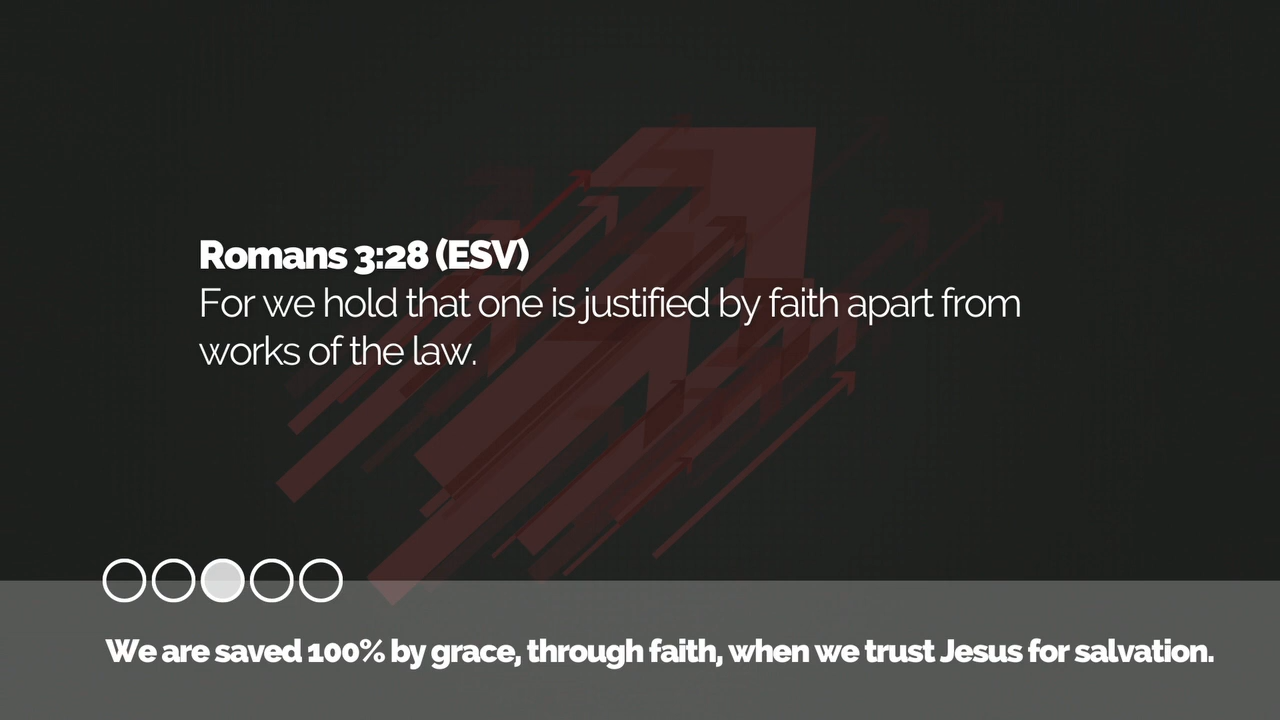 Romans 3:28 (ESV)
For we hold that one is justified by faith apart from
works of the law.
We are saved 100% by grace, through faith, when we trust Jesus for salvation.